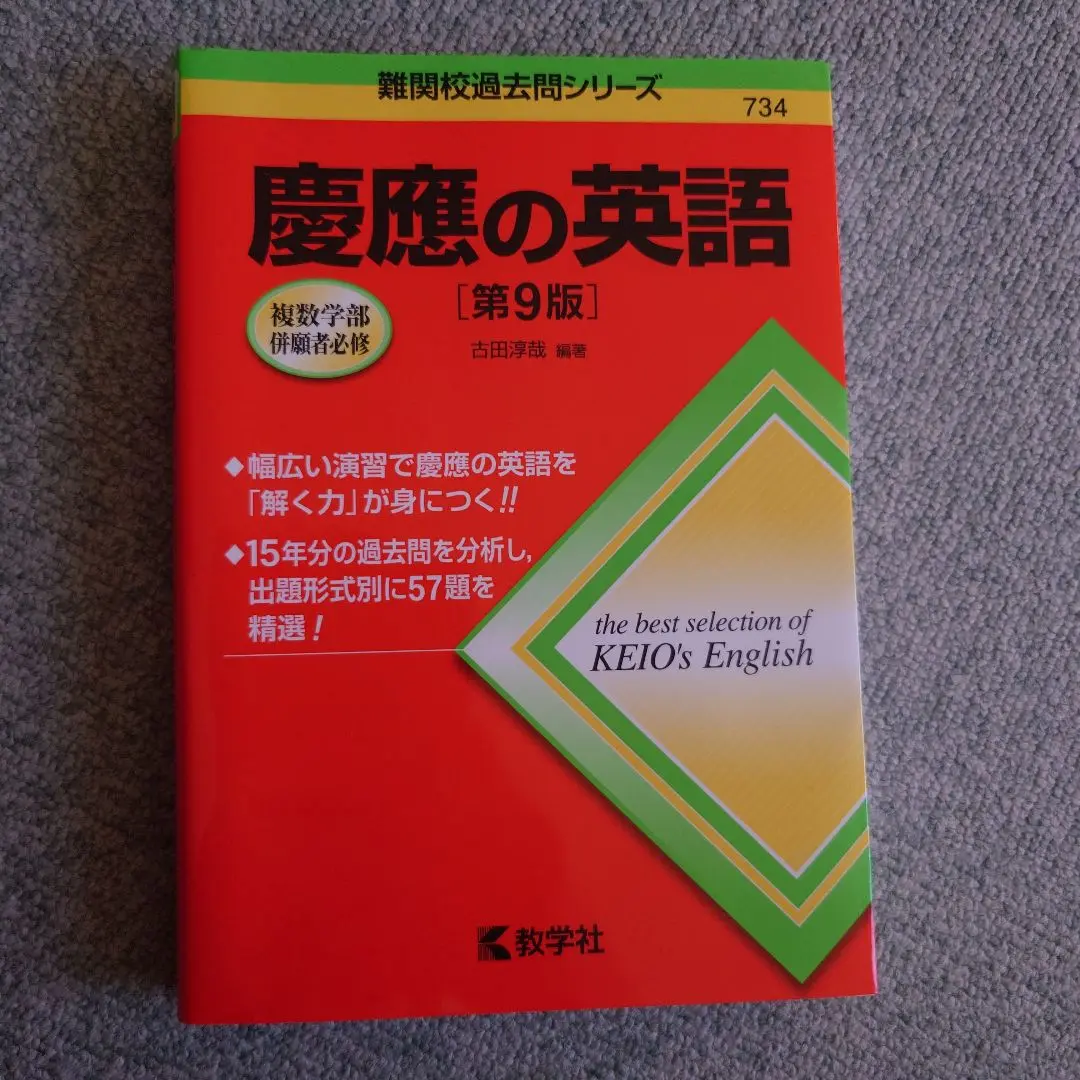 難関校過去問シリーズ
734
慶應の英語
[第9版]
複数学部
併願者必修
古田淳哉 編著
◆幅広い演習で慶應の英語を
「解く力」が身につく!!
◆15年分の過去問を分析し,
出題形式別に57題を
精選!
the best selection of
KEIO's English
教学社